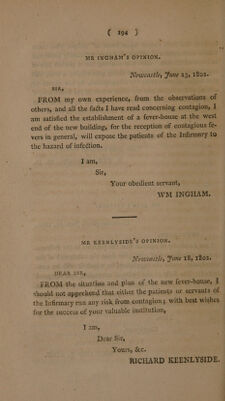 ( 194 )
MR INGHAM'S OPINION.
Newcastle, June 23, 1802.
SIR,
FROM my own experience, from the observations of
others, and all the facts I have read concerning contagion, I
am satisfied the establishment of a fever-house at the west
end of the new building, for the reception of contagious fe-
vers in general, will expose the patients of the Infirmary to
the hazard of infection.
I am,
Sir,
Your obedient servant,
WM INGHAM.
MR KEENLYSIDE'S OPINION.
Newcastle, June 18, 1802.
DEAR SIR,
FROM the situation and plan of the new fever-house, I
should not apprehend that either the patients or servants of
the Infirmary run any risk from contagion; with best wishes
for the success of your valuable institution,
I am,
Dear Sir,
Yours, &c.
RICHARD KEENLYSIDE.